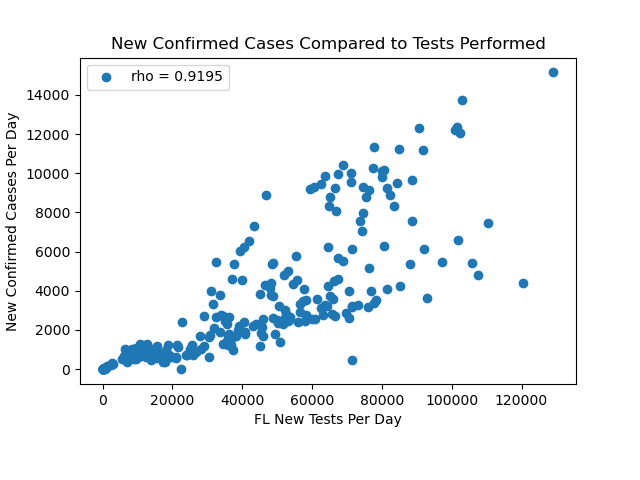 New Confirmed Cases Compared to Tests Performed
rho = 0.9195
14000
12000
10000
8000
6000
4000
2000
0
New Confirmed Caeses Per Day
0 20000 40000 60000 80000 100000 120000
FL New Tests Per Day